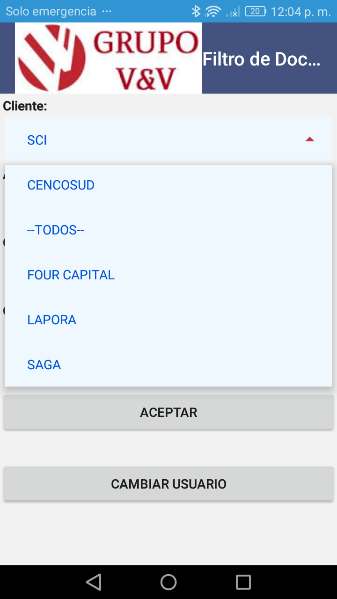 Solo emergencia ...
20
12:04 p. m.
GRUPO
V&V
Filtro de Doc...
Cliente:
SCI
CENCOSUD
--TODOS--
FOUR CAPITAL
LAPORA
SAGA
ACEPTAR
CAMBIAR USUARIO